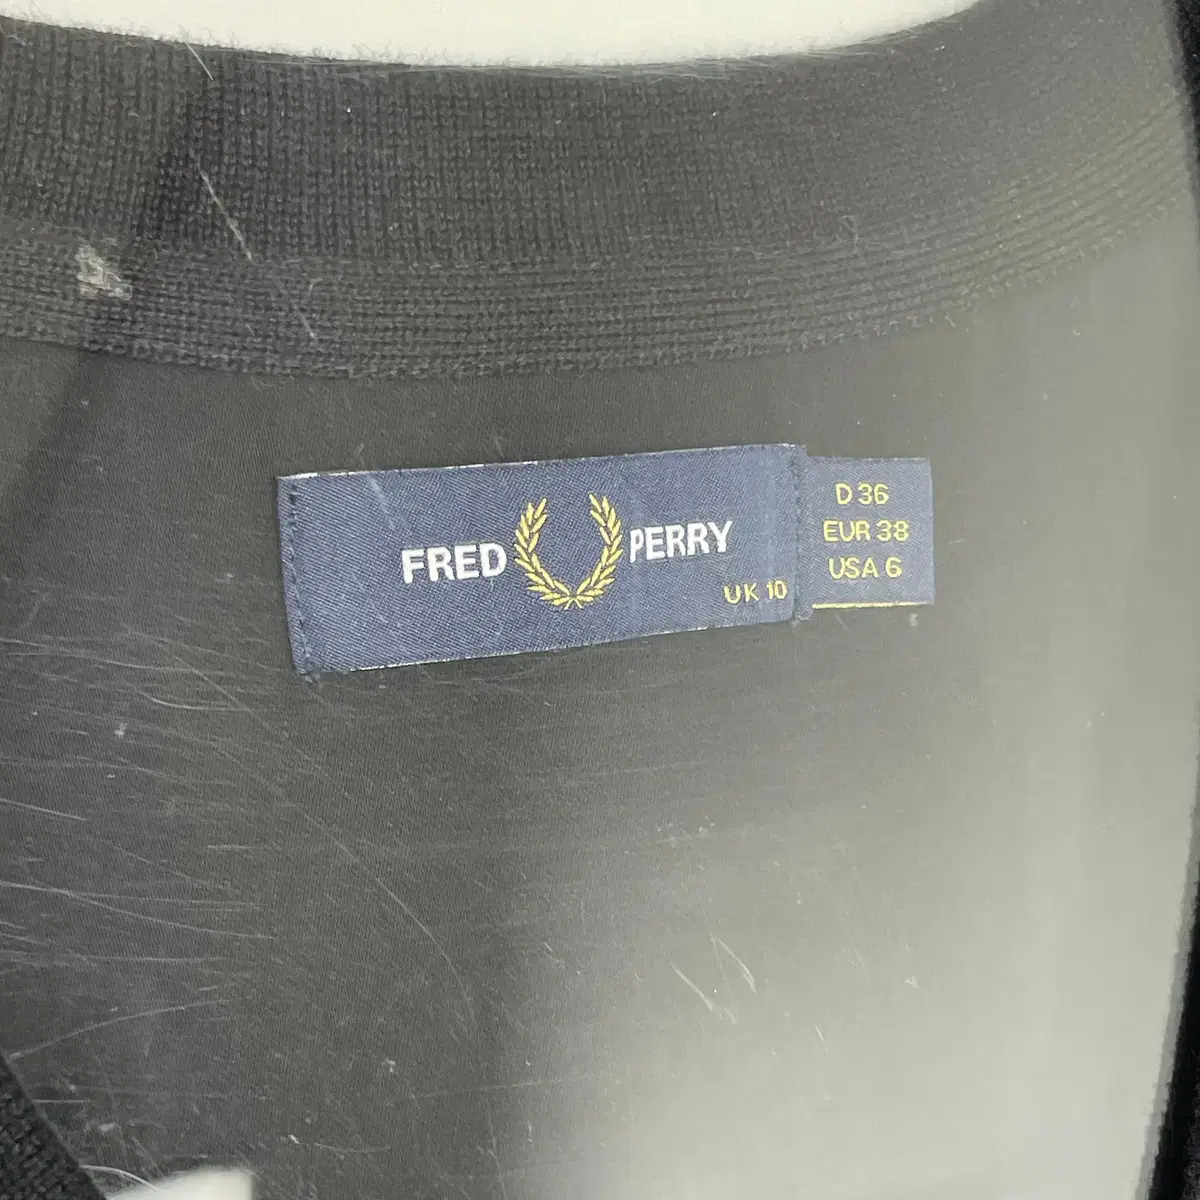 FRED PERRY
UK 10
D 36
EUR 38
USA 6